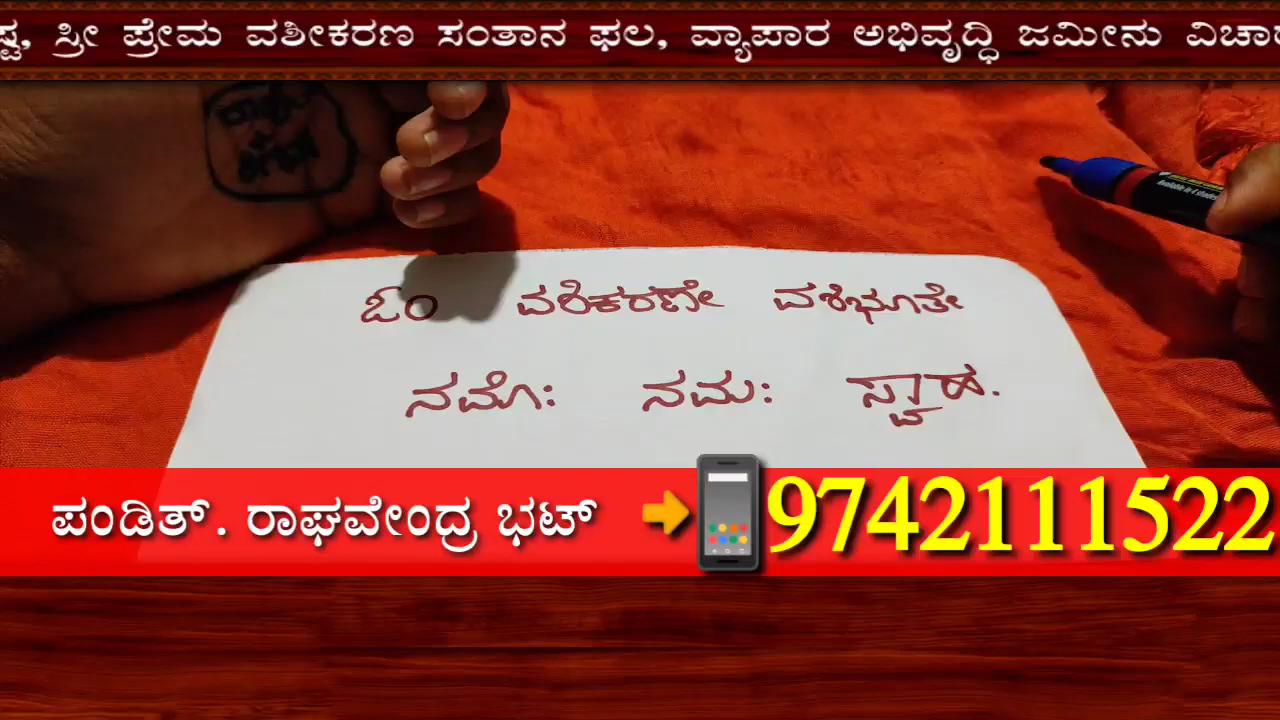 ಷ್ಟ, ಸ್ರೀ ಪ್ರೇಮ ವಶೀಕರಣ ಸಂತಾನ ಫಲ, ವ್ಯಾಪಾರ ಅಭಿವೃದ್ಧಿ ಜಮೀನು ವಿಚಾರ
ಓಂ ವಶಿಕರಣೇ ವಶಿಭೂತೇ
ನಮೋ: ನಮ: ಸ್ವಾಹ.
ಪಂಡಿತ್. ರಾಘವೇಂದ್ರ ಭಟ್ 9742111522